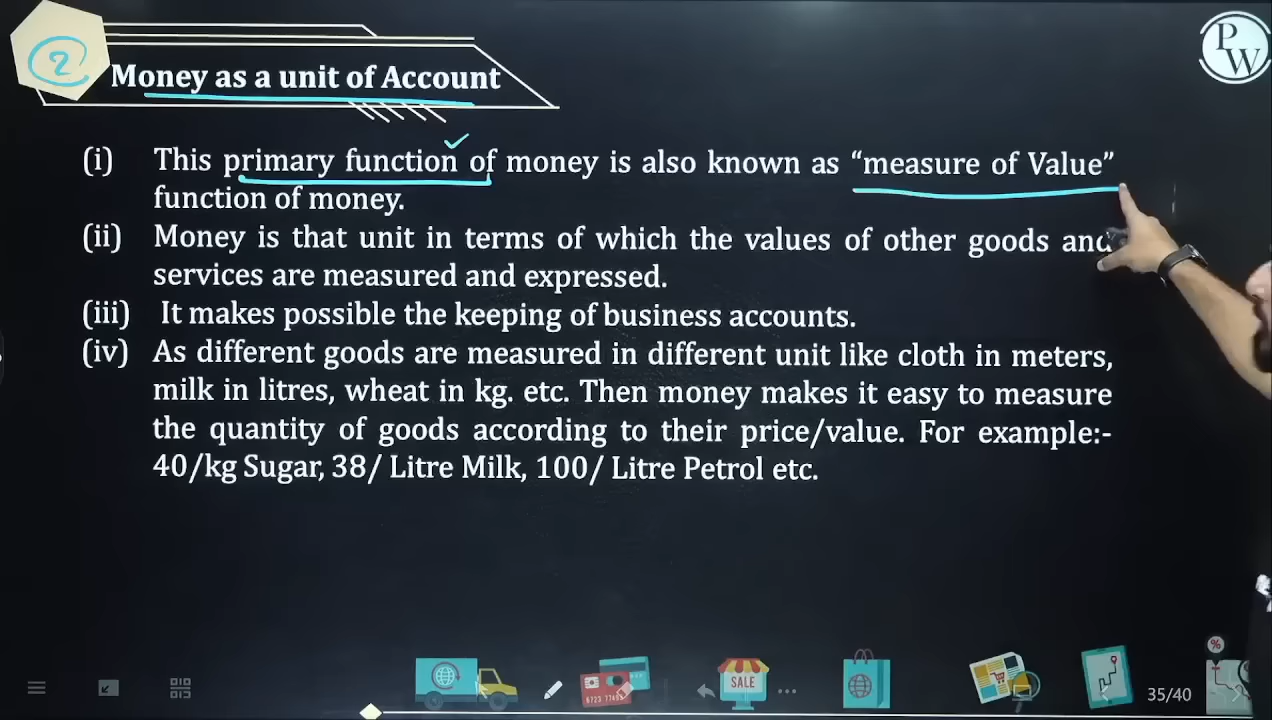 2
Money as a unit of Account
PW
(i) This primary function of money is also known as “measure of Value”
function of money.
(ii) Money is that unit in terms of which the values of other goods and
services are measured and expressed.
(iii) It makes possible the keeping of business accounts.
(iv) As different goods are measured in different unit like cloth in meters,
milk in litres, wheat in kg. etc. Then money makes it easy to measure
the quantity of goods according to their price/value. For example:-
40/kg Sugar, 38/ Litre Milk, 100/ Litre Petrol etc.
SALE
%
35/40